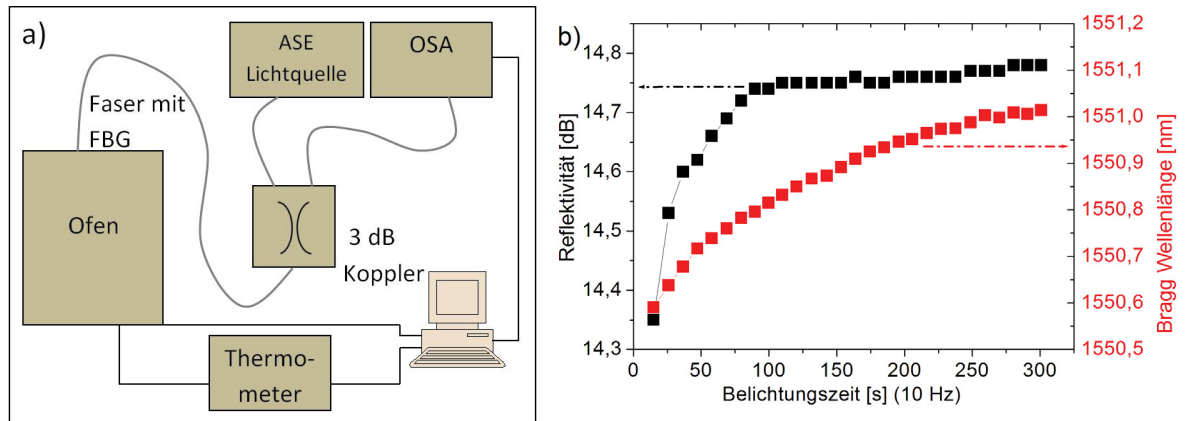 a)
ASE
Lichtquelle
OSA
Faser mit
FBG
Ofen
3 dB
Koppler
Thermo-
meter
b)
Reflektivität [dB]
14,8
14,7
14,6
14,5
14,4
14,3
0 50 100 150 200 250 300
Belichtungszeit [s] (10 Hz)
1551,2
1551,1
1551,0
1550,9
1550,8
1550,7
1550,6
1550,5
Bragg Wellenlänge [nm]